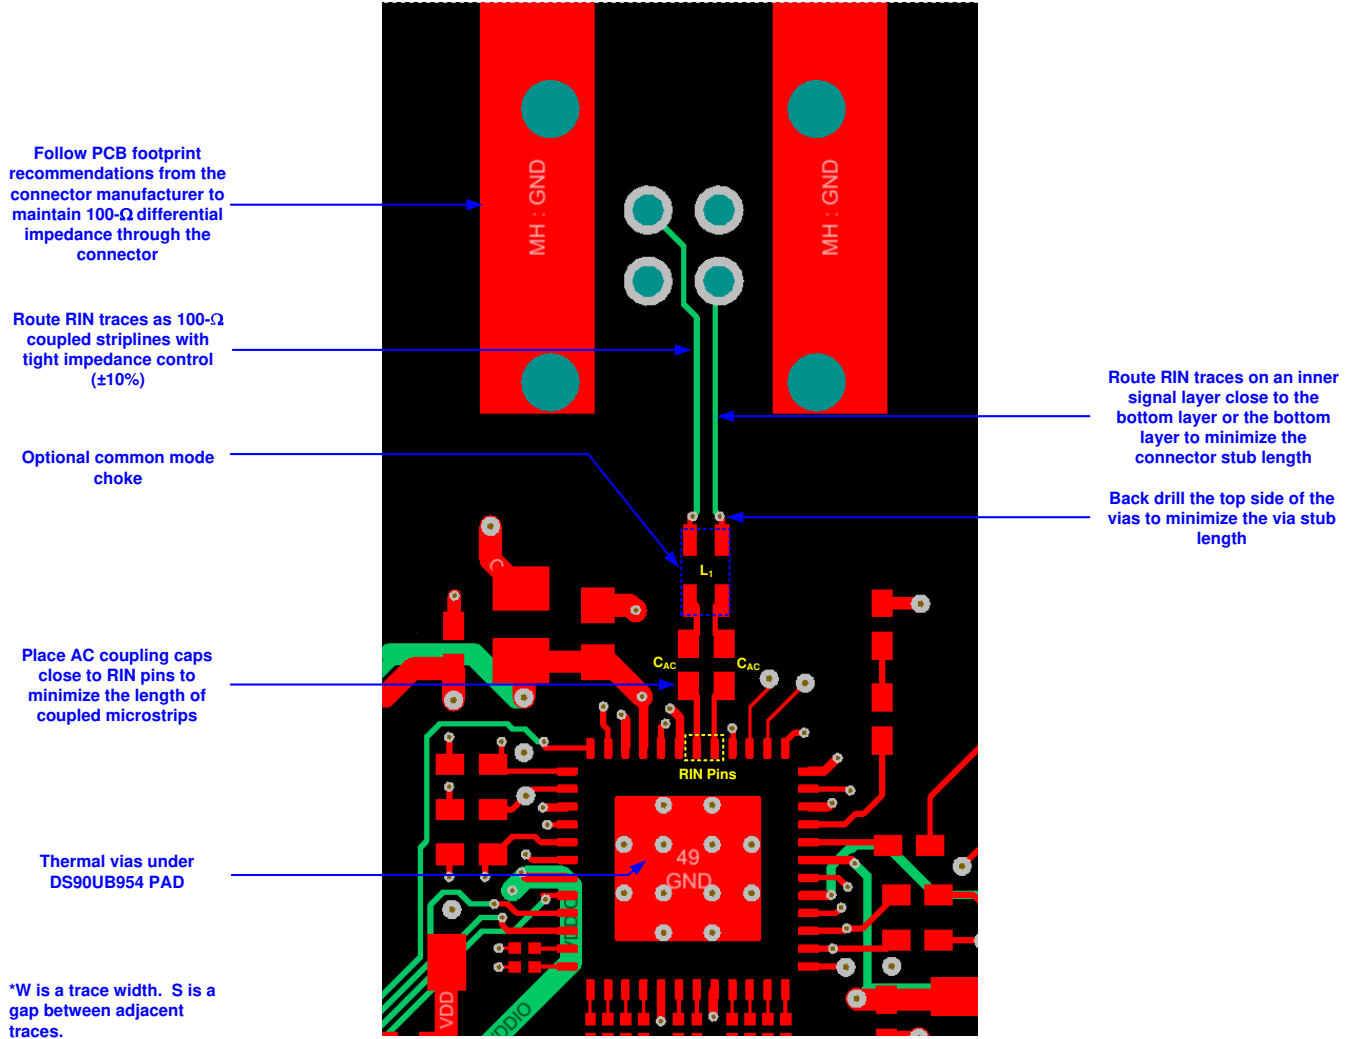 Follow PCB footprint
recommendations from the
connector manufacturer to
maintain 100-Ω differential
impedance through the
connector
Route RIN traces as 100-Ω
coupled striplines with
tight impedance control
(±10%)
Optional common mode
choke
Place AC coupling caps
close to RIN pins to
minimize the length of
coupled microstrips
Thermal vias under
DS90UB954 PAD
*W is a trace width.  S is a
gap between adjacent
traces.
MH : GND
MH : GND
C
L1
CAC
CAC
RIN Pins
49
GND
VDDIO
VDD
VDDIO
Route RIN traces on an inner
signal layer close to the
bottom layer or the bottom
layer to minimize the
connector stub length
Back drill the top side of the
vias to minimize the via stub
length